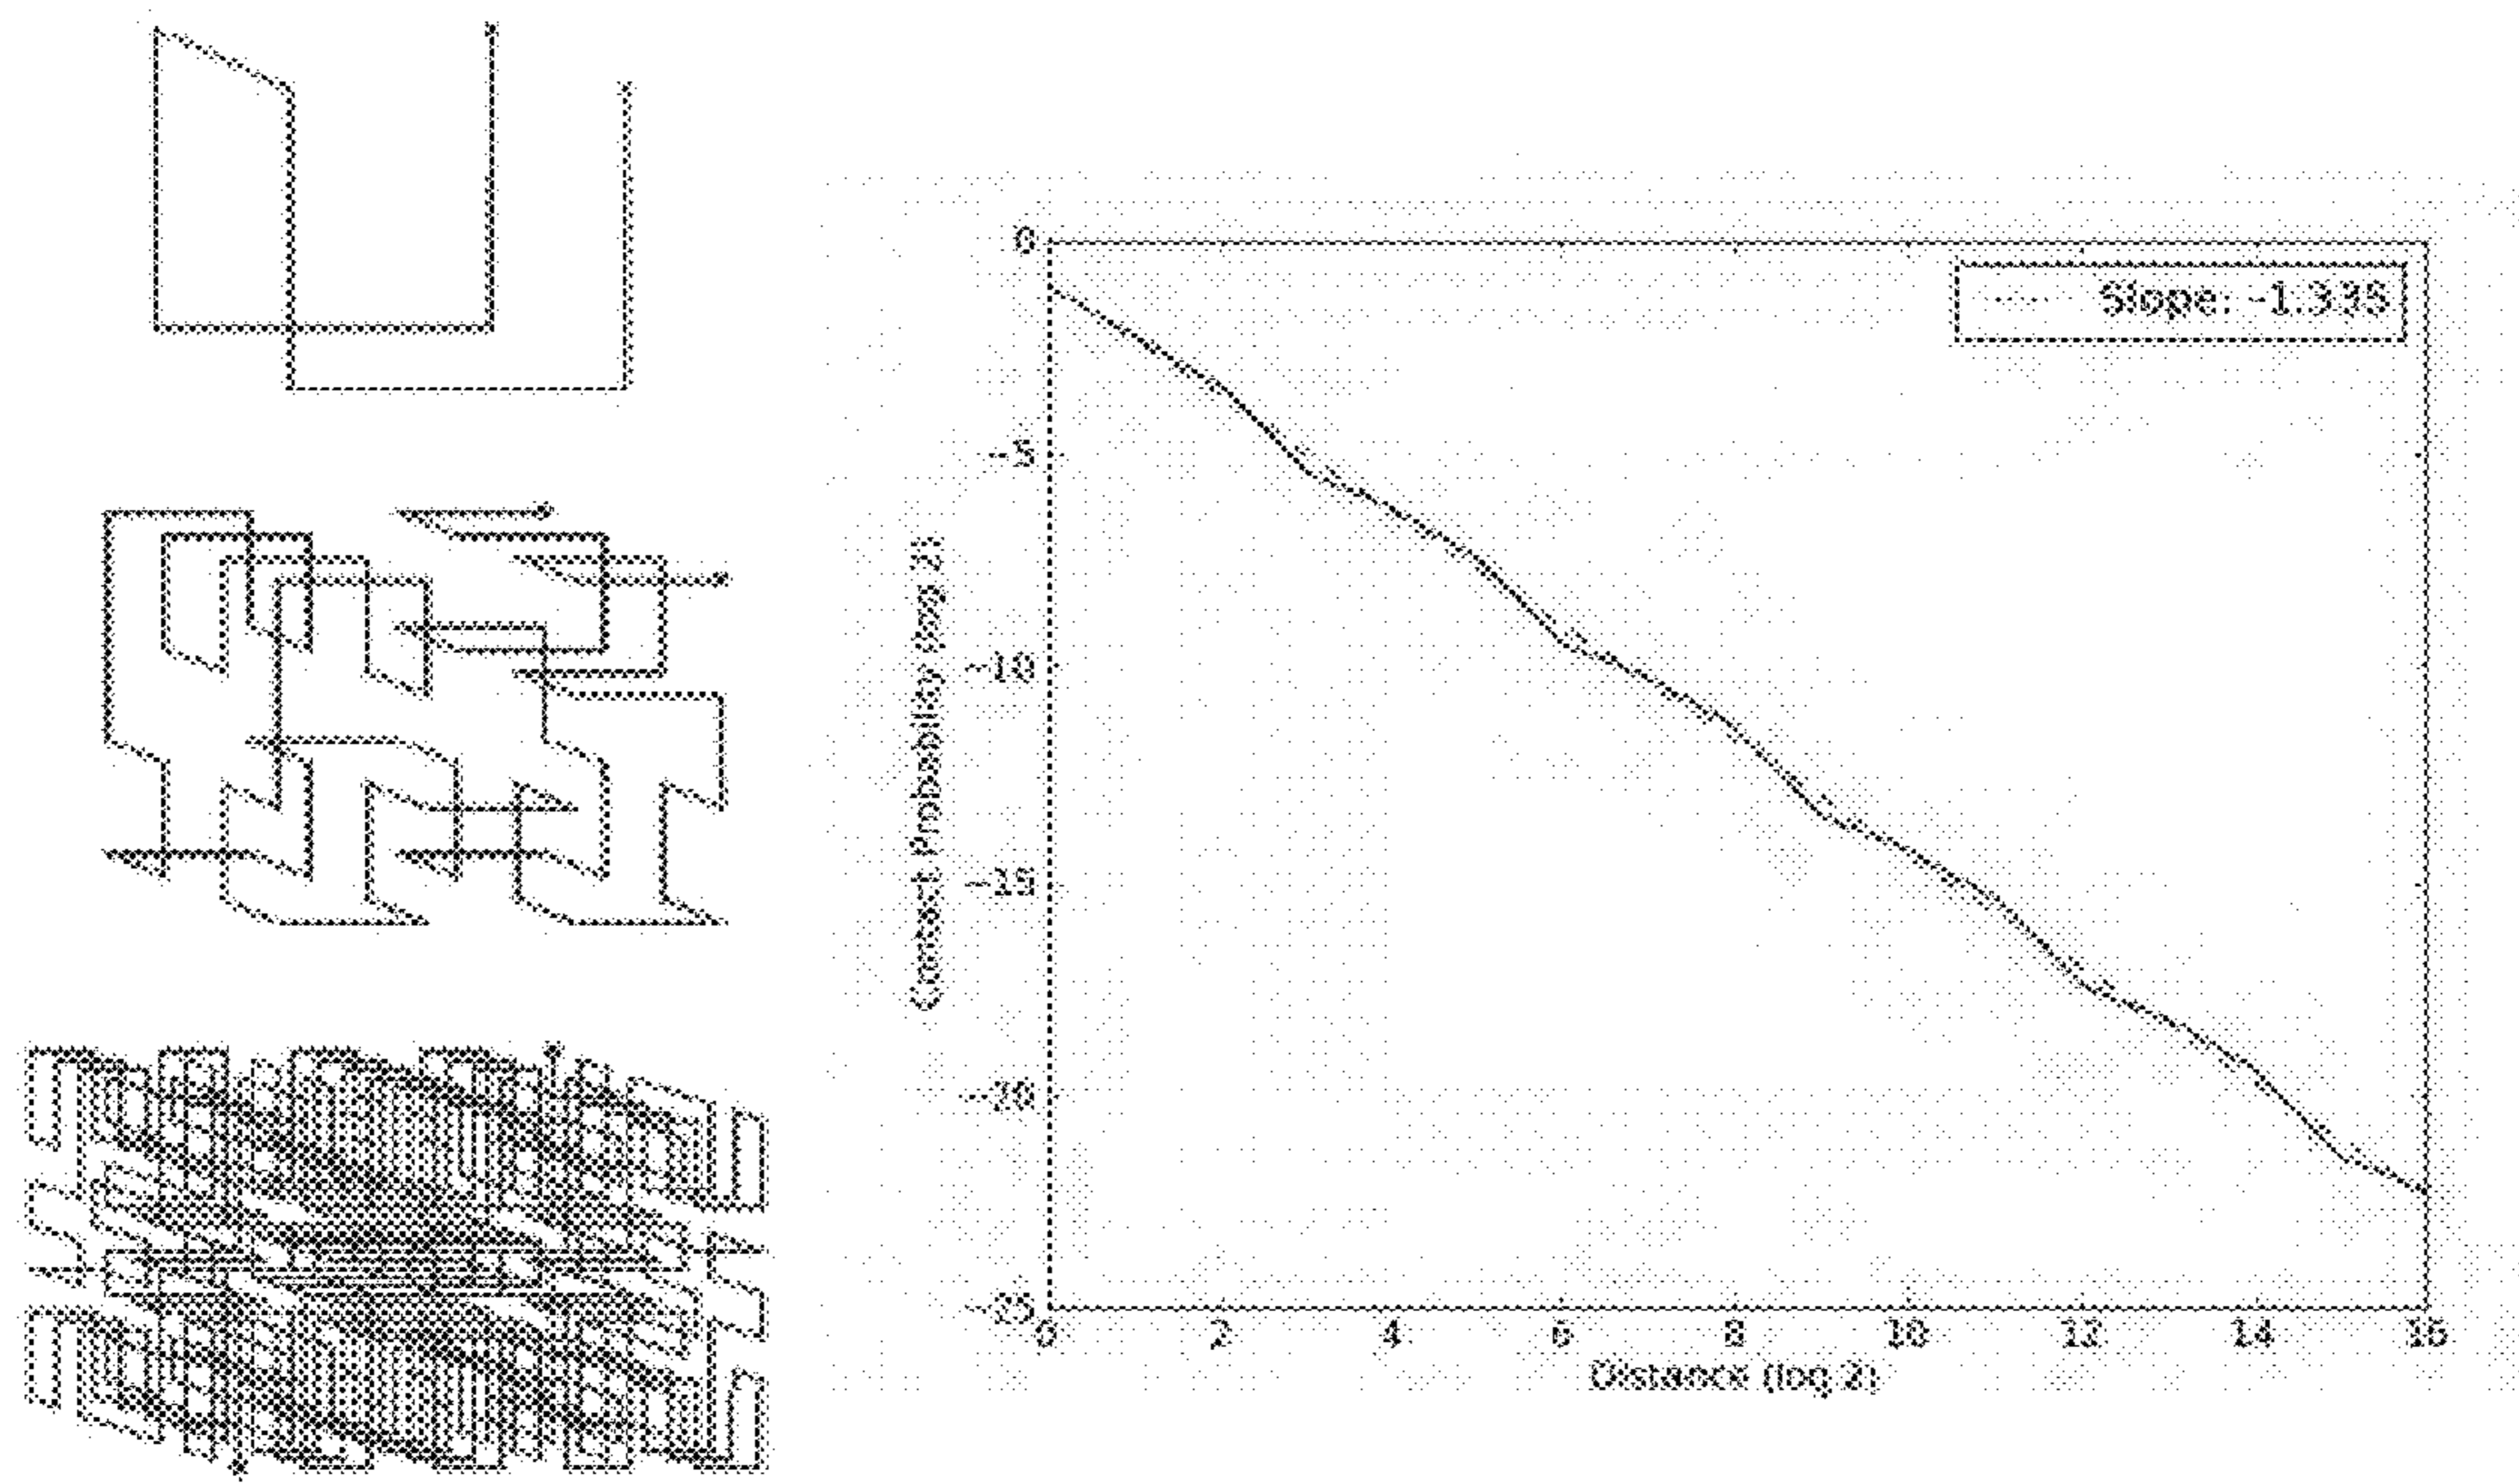 0
Slope: -1.335
-5
-10
-15
-20
-25
Contact Probability (log 2)
0 2 4 6 8 10 12 14 16
Distance (log 2)